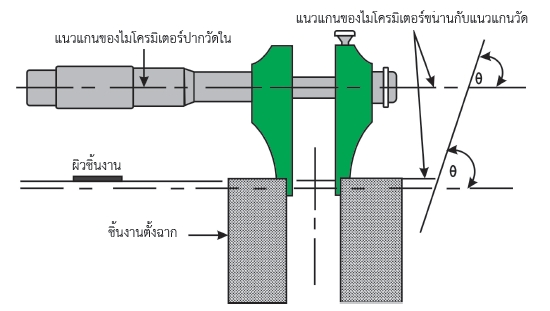 แนวแกนของไมโครมิเตอร์ขนานกับแนวแกนวัด
แนวแกนของไมโครมิเตอร์ปากวัดใน
θ
ผิวชิ้นงาน
θ
ชิ้นงานตั้งฉาก